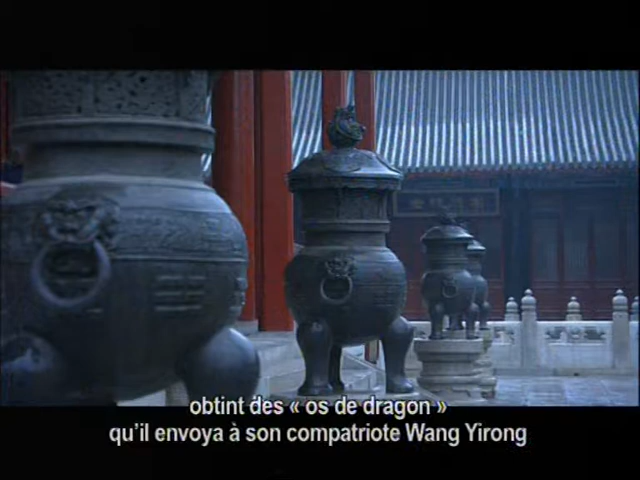 obtint des « os de dragon »
qu'il envoya à son compatriote Wang Yirong